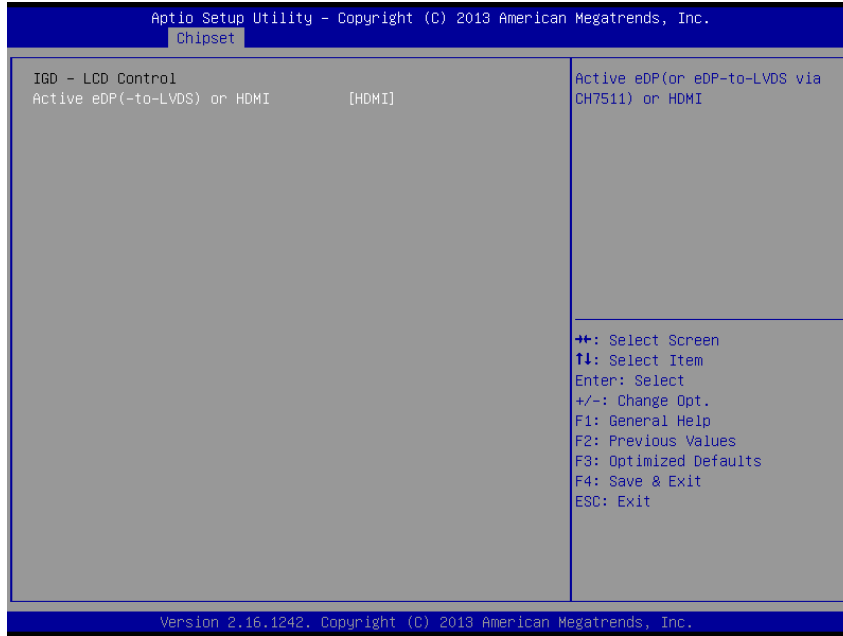 Aptio Setup Utility – Copyright (C) 2013 American Megatrends, Inc.
Chipset
IGD – LCD Control
Active eDP(-to-LVDS) or HDMI [HDMI]
Active eDP(or eDP-to-LVDS via
CH7511) or HDMI
→←: Select Screen
↑↓: Select Item
Enter: Select
+/-: Change Opt.
F1: General Help
F2: Previous Values
F3: Optimized Defaults
F4: Save & Exit
ESC: Exit
Version 2.16.1242. Copyright (C) 2013 American Megatrends, Inc.